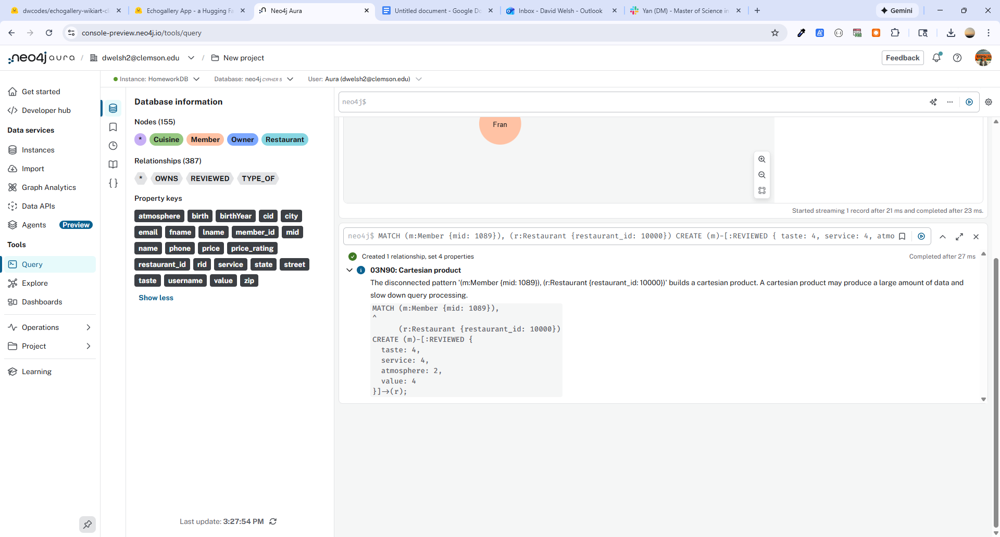 dwcodes/echogallery-wikiart-cl
Echogallery App - a Hugging Fa
Neo4j Aura
Untitled document - Google Do
Inbox - David Welsh - Outlook
Yan (DM) - Master of Science in
Gemini
console-preview.neo4j.io/tools/query
neo4j aura / dwelsh2@clemson.edu / New project
Feedback
Instance: HomeworkDB
Database: neo4j CYPHER 5
User: Aura (dwelsh2@clemson.edu)
Get started
Developer hub
Data services
Instances
Import
Graph Analytics
Data APIs
Agents Preview
Tools
Query
Explore
Dashboards
Operations
Project
Learning
Database information
Nodes (155)
* Cuisine Member Owner Restaurant
Relationships (387)
* OWNS REVIEWED TYPE_OF
Property keys
atmosphere birth birthYear cid city
email fname lname member_id mid
name phone price price_rating
restaurant_id rid service state street
taste username value zip
Show less
Last update: 3:27:54 PM
neo4j$
Fran
Started streaming 1 record after 21 ms and completed after 23 ms.
neo4j$ MATCH (m:Member {mid: 1089}), (r:Restaurant {restaurant_id: 10000}) CREATE (m)-[:REVIEWED { taste: 4, service: 4, atmo
Created 1 relationship, set 4 properties
Completed after 27 ms
03N90: Cartesian product
The disconnected pattern '(m:Member {mid: 1089}), (r:Restaurant {restaurant_id: 10000})' builds a cartesian product. A cartesian product may produce a large amount of data and
slow down query processing.
MATCH (m:Member {mid: 1089}),
^
(r:Restaurant {restaurant_id: 10000})
CREATE (m)-[:REVIEWED {
taste: 4,
service: 4,
atmosphere: 2,
value: 4
}]->(r);